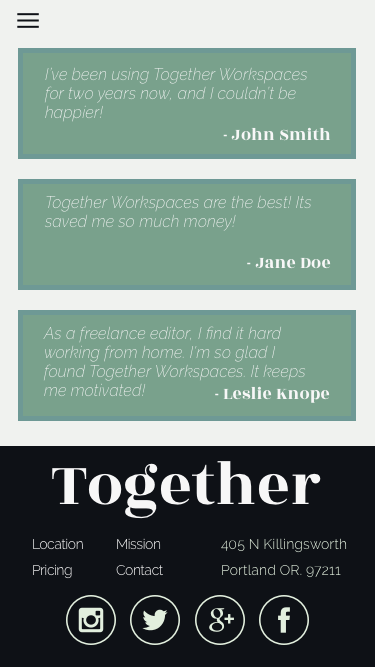 I've been using Together Workspaces
for two years now, and I couldn't be
happier!
- John Smith
Together Workspaces are the best! Its
saved me so much money!
- Jane Doe
As a freelance editor, I find it hard
working from home. I'm so glad I
found Together Workspaces. It keeps
me motivated!
- Leslie Knope
Together
Location Mission 405 N Killingsworth
Pricing Contact Portland OR. 97211